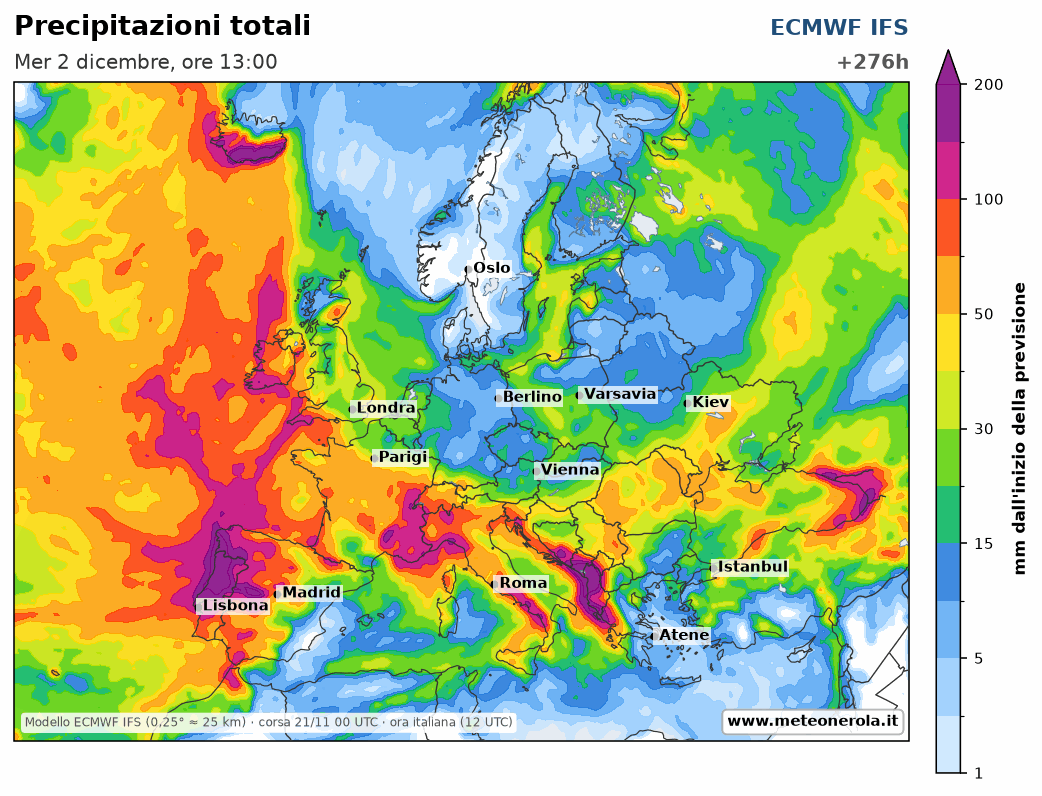 Precipitazioni totali
ECMWF IFS
Mer 2 dicembre, ore 13:00
+276h
200
100
50
30
15
5
1
mm dall'inizio della previsione
Oslo
Berlino
Varsavia
Kiev
Londra
Parigi
Vienna
Istanbul
Roma
Madrid
Lisbona
Atene
Modello ECMWF IFS (0,25° ≈ 25 km) · corsa 21/11 00 UTC · ora italiana (12 UTC)
www.meteonerola.it